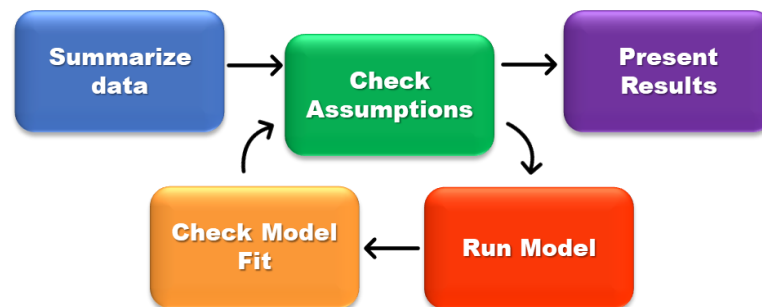 Summarize
data
Check
Assumptions
Present
Results
Check Model
Fit
Run Model